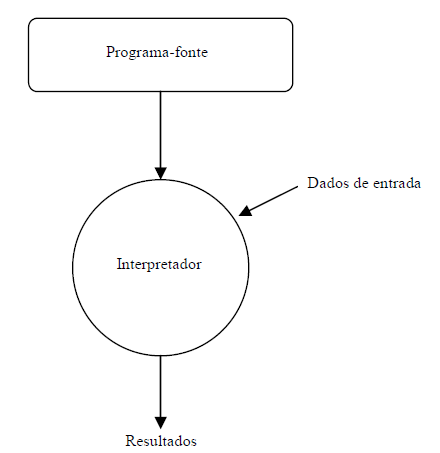 Programa-fonte
Dados de entrada
Interpretador
Resultados